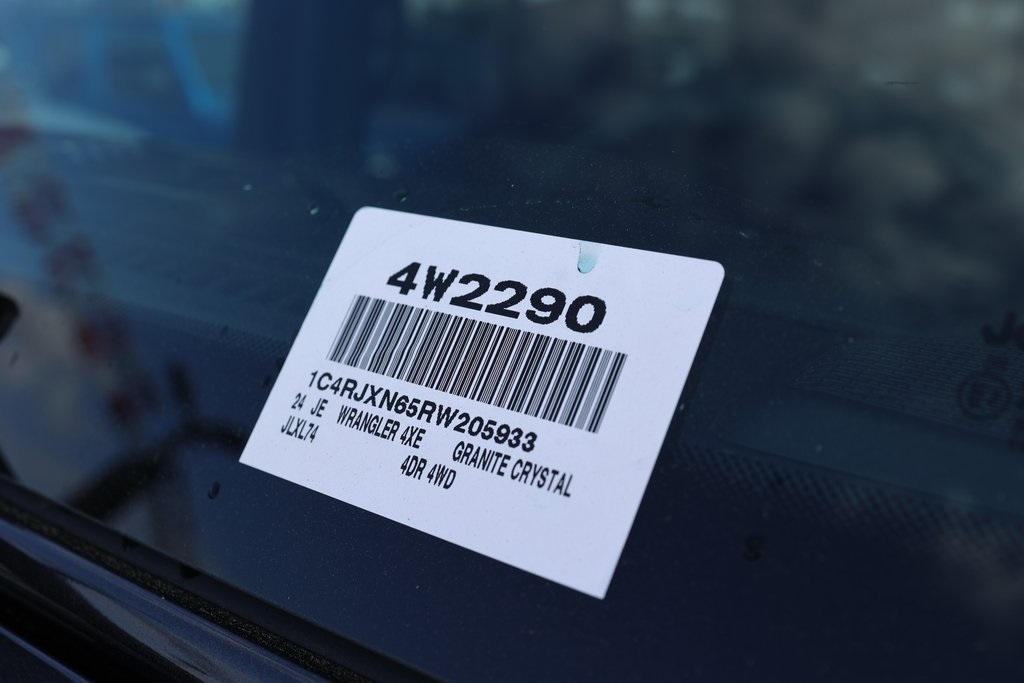 4W2290
1C4RJXN65RW205933
24 JE WRANGLER 4XE GRANITE CRYSTAL
JLXL74 4DR 4WD